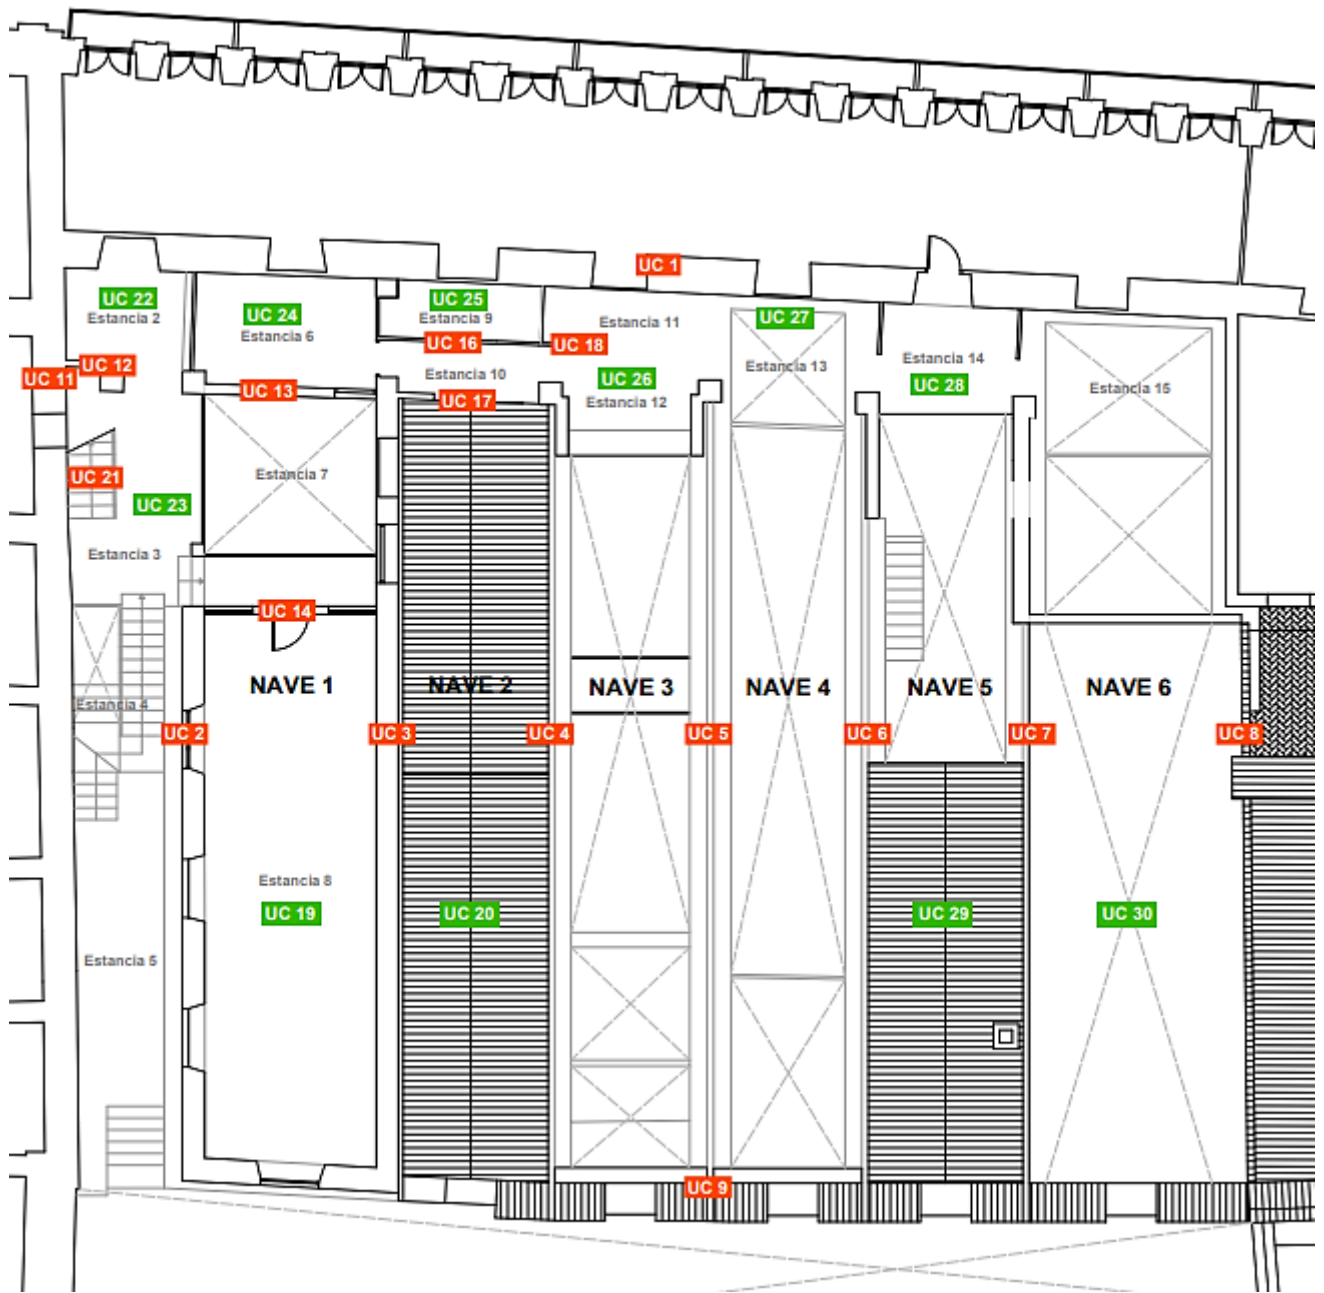 UC 1
UC 22
Estancia 2
UC 24
Estancia 6
UC 25
Estancia 9
UC 16
Estancia 11
UC 18
UC 27
Estancia 13
Estancia 14
UC 28
Estancia 15
UC 12
UC 11
UC 13
Estancia 10
UC 17
UC 26
Estancia 12
UC 21
UC 23
Estancia 7
Estancia 3
UC 14
NAVE 1
NAVE 2
NAVE 3
NAVE 4
NAVE 5
NAVE 6
Estancia 4
UC 2
UC 3
UC 4
UC 5
UC 6
UC 7
UC 8
Estancia 8
UC 19
UC 20
UC 29
UC 30
Estancia 5
UC 9